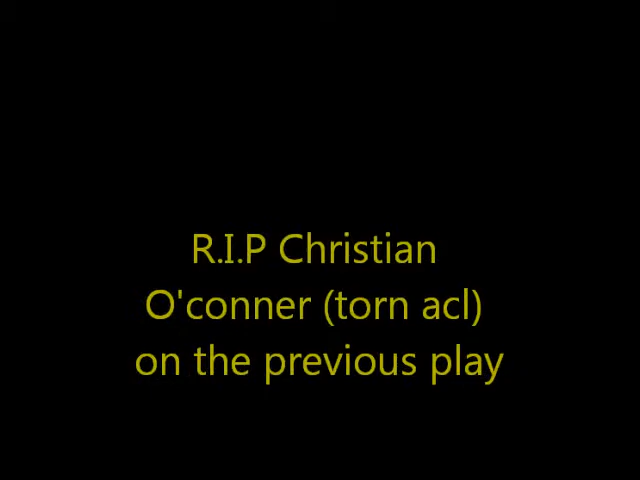 R.I.P Christian
O'conner (torn acl)
on the previous play